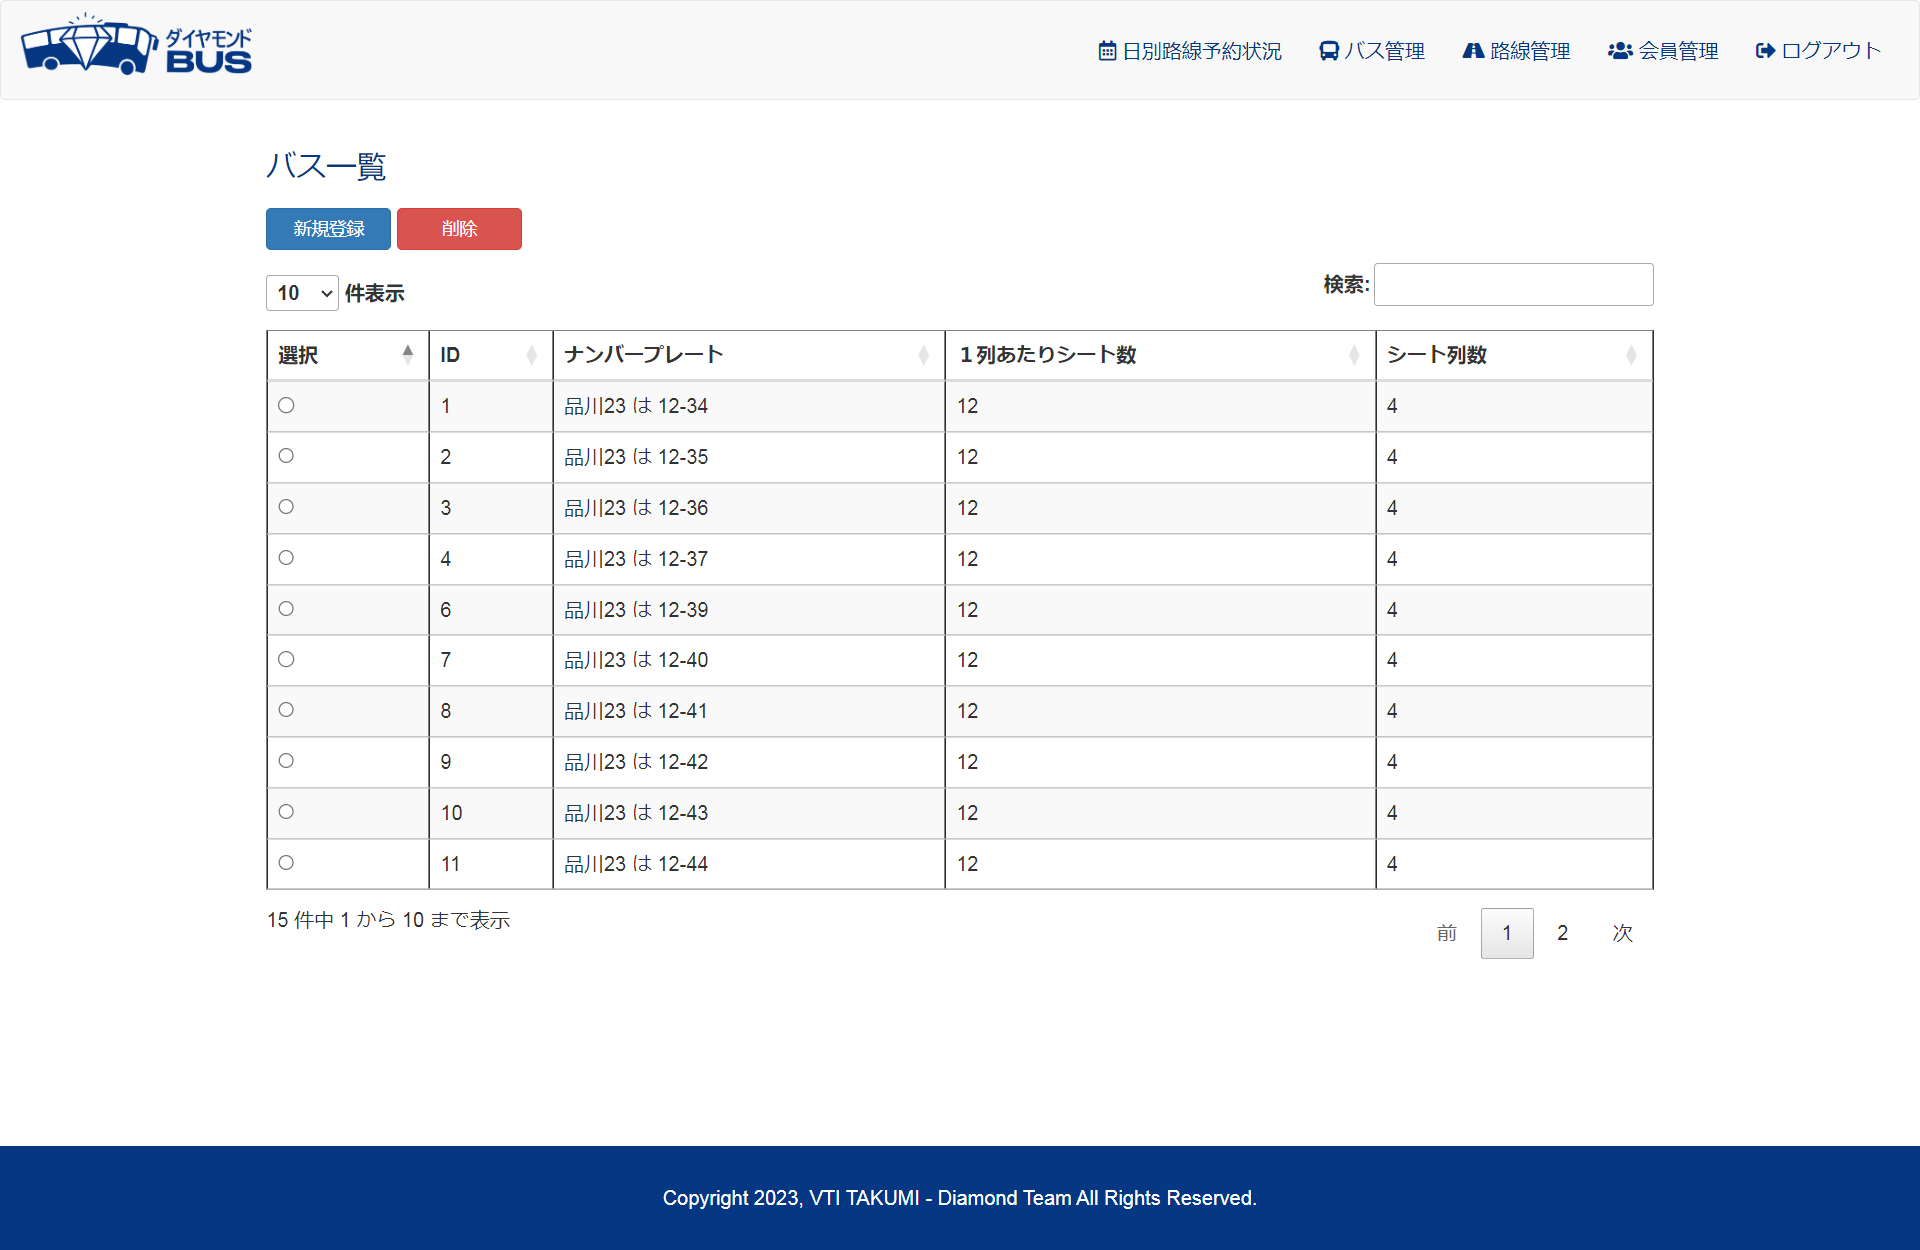 ダイヤモンド
BUS
日別路線予約状況 バス管理 路線管理 会員管理 ログアウト
バス一覧
新規登録 削除
10 件表示 検索:
選択 ID ナンバープレート １列あたりシート数 シート列数
1 品川23 は 12-34 12 4
2 品川23 は 12-35 12 4
3 品川23 は 12-36 12 4
4 品川23 は 12-37 12 4
6 品川23 は 12-39 12 4
7 品川23 は 12-40 12 4
8 品川23 は 12-41 12 4
9 品川23 は 12-42 12 4
10 品川23 は 12-43 12 4
11 品川23 は 12-44 12 4
15 件中 1 から 10 まで表示
前 1 2 次
Copyright 2023, VTI TAKUMI - Diamond Team All Rights Reserved.